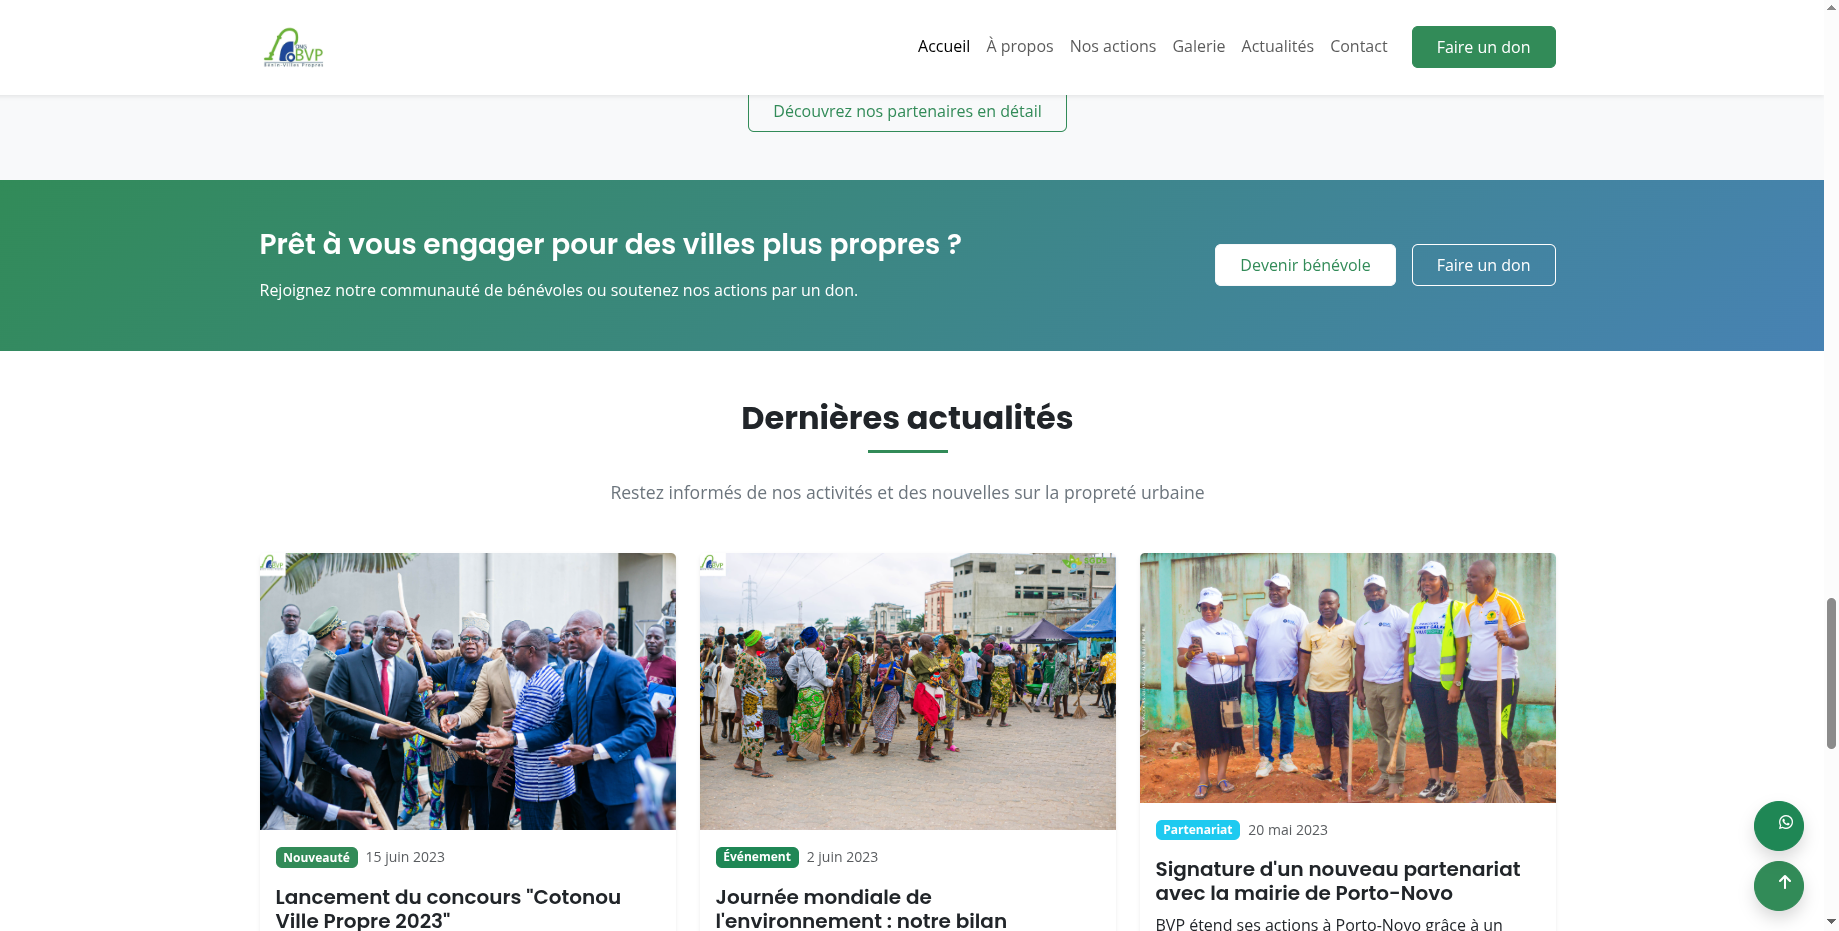 ONG
BVP
Bénin-Villes Propres
Accueil
À propos
Nos actions
Galerie
Actualités
Contact
Faire un don
Découvrez nos partenaires en détail
Prêt à vous engager pour des villes plus propres ?
Rejoignez notre communauté de bénévoles ou soutenez nos actions par un don.
Devenir bénévole
Faire un don
Dernières actualités
Restez informés de nos activités et des nouvelles sur la propreté urbaine
Nouveauté
15 juin 2023
Lancement du concours "Cotonou
Ville Propre 2023"
Événement
2 juin 2023
Journée mondiale de
l'environnement : notre bilan
Partenariat
20 mai 2023
Signature d'un nouveau partenariat
avec la mairie de Porto-Novo
BVP étend ses actions à Porto-Novo grâce à un